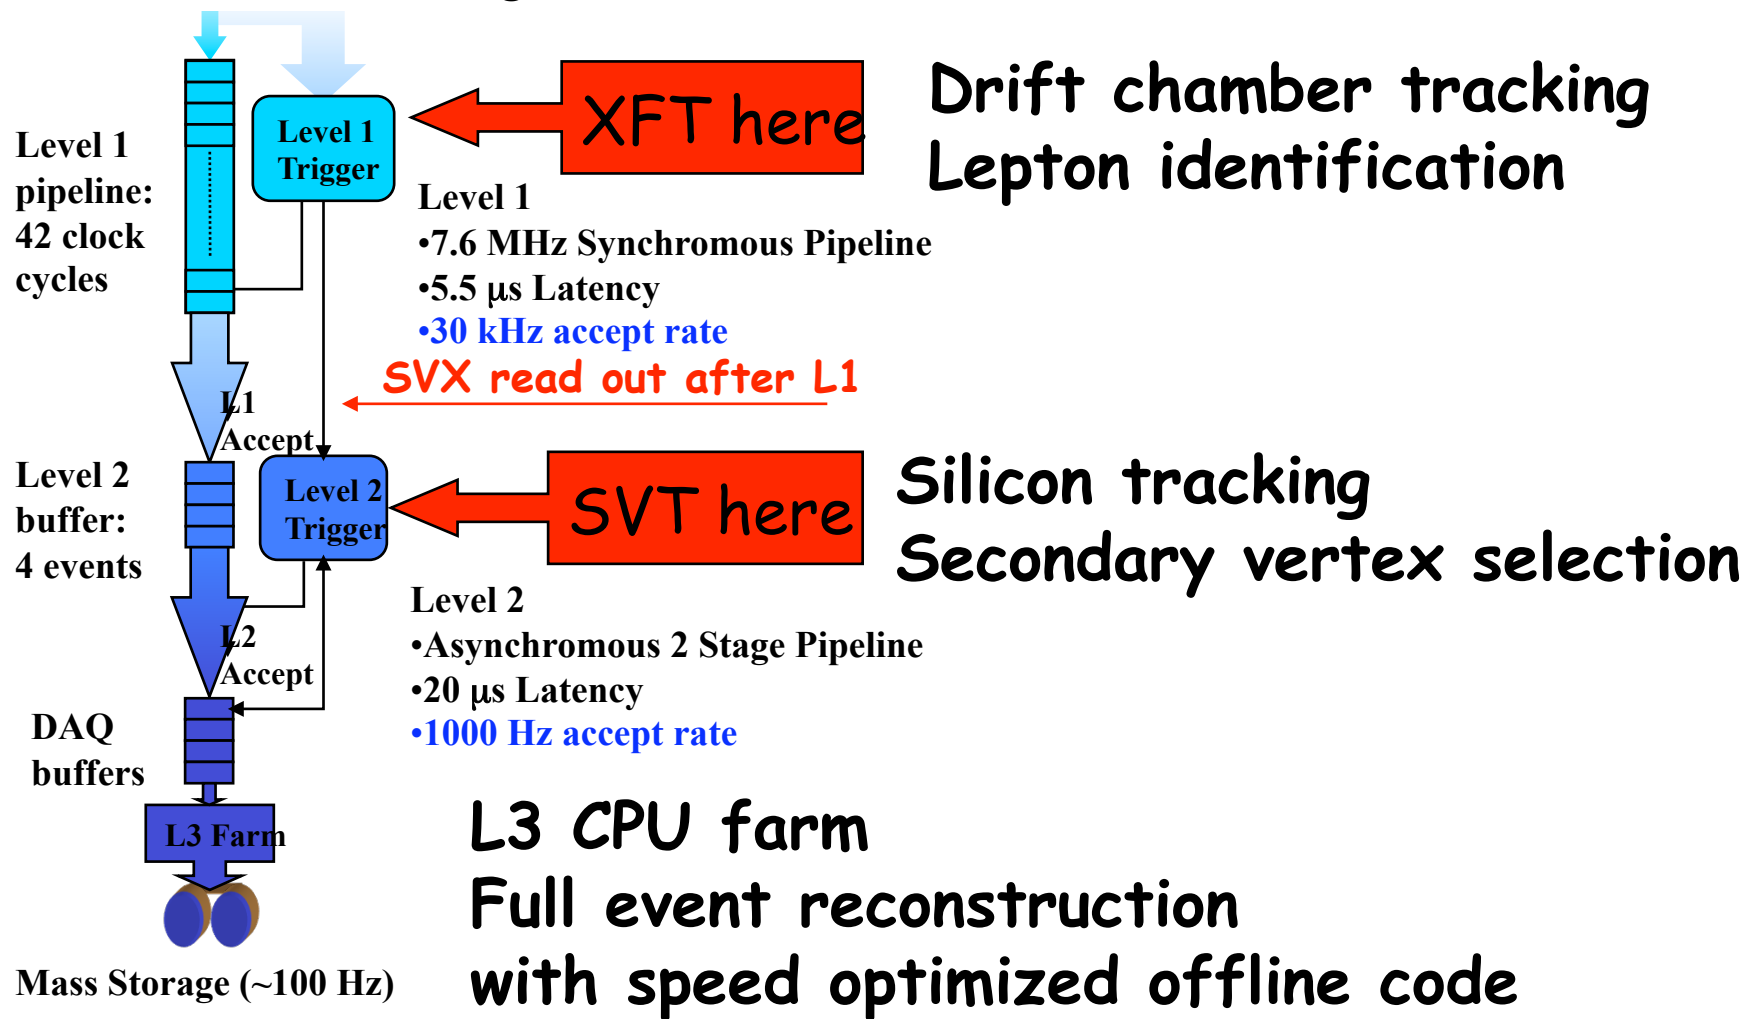 Drift chamber tracking
Lepton identification
XFT here
Level 1
Trigger
Level 1
pipeline:
42 clock
cycles
Level 1
•7.6 MHz Synchromous Pipeline
•5.5 μs Latency
•30 kHz accept rate
SVX read out after L1
L1
Accept
Level 2
buffer:
4 events
Level 2
Trigger
SVT here
Silicon tracking
Secondary vertex selection
Level 2
•Asynchromous 2 Stage Pipeline
•20 μs Latency
•1000 Hz accept rate
L2
Accept
DAQ
buffers
L3 Farm
L3 CPU farm
Full event reconstruction
with speed optimized offline code
Mass Storage (~100 Hz)